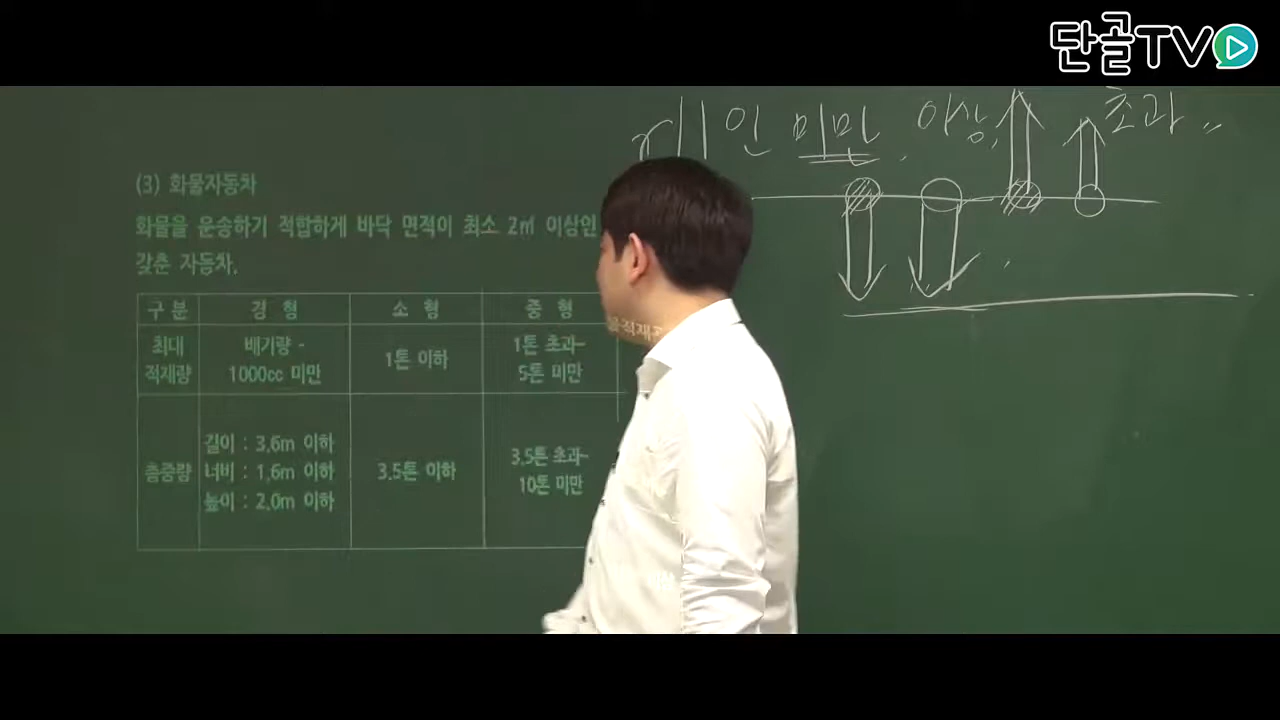 단골TV
인 미만 이상 초과
(3) 화물자동차
화물을 운송하기 적합하게 바닥 면적이 최소 2㎡ 이상인
갖춘 자동차.
구 분 경 형 소 형 중 형
최대 적재량 배기량 - 1000cc 미만 1톤 이하 1톤 초과- 5톤 미만
총중량 길이 : 3.6m 이하 너비 : 1.6m 이하 높이 : 2.0m 이하 3.5톤 이하 3.5톤 초과- 10톤 미만